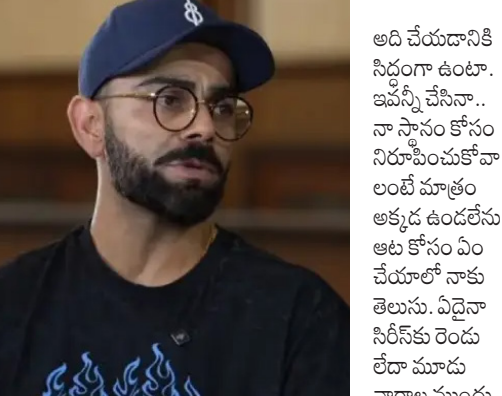 అది చేయడానికి
సిద్ధంగా ఉంటా.
ఇవన్నీ చేసినా..
నా స్థానం కోసం
నిరూపించుకోవా
లంటే మాత్రం
అక్కడ ఉండలేను
ఆట కోసం ఏం
చేయాలో నాకు
తెలుసు. ఏదైనా
సిరీస్‌కు రెండు
లేదా మూడు
వారాల ముందు